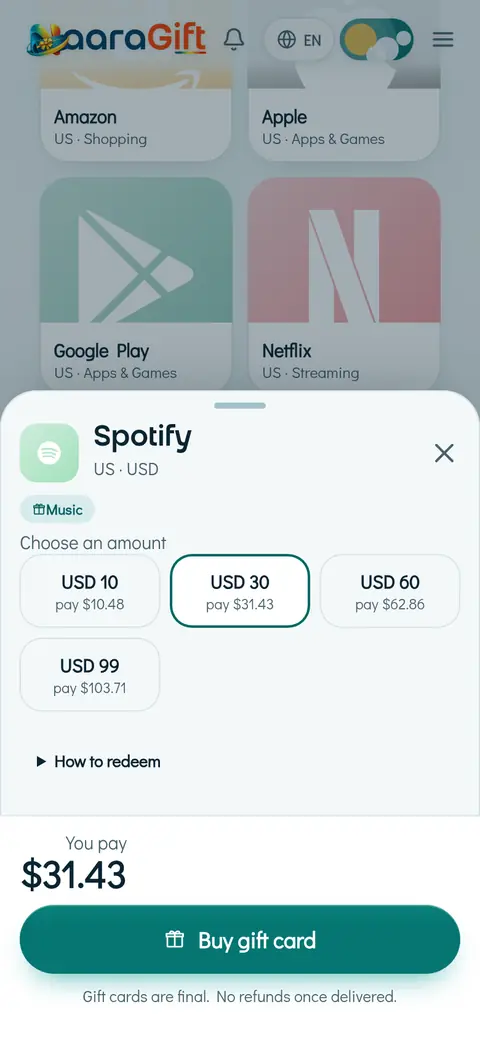 NaaraGift
EN
Amazon
US · Shopping
Apple
US · Apps & Games
Google Play
US · Apps & Games
Netflix
US · Streaming
Spotify
US · USD
Music
Choose an amount
USD 10
pay $10.48
USD 30
pay $31.43
USD 60
pay $62.86
USD 99
pay $103.71
How to redeem
You pay
$31.43
Buy gift card
Gift cards are final. No refunds once delivered.